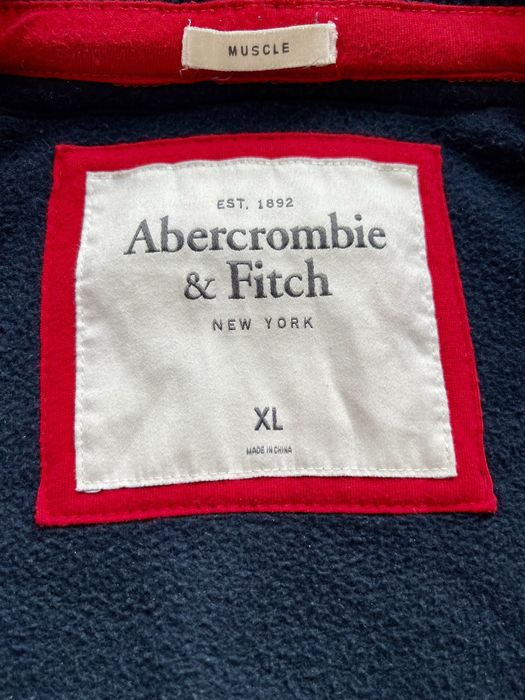 MUSCLE
EST. 1892
Abercrombie
& Fitch
NEW YORK
XL
MADE IN CHINA